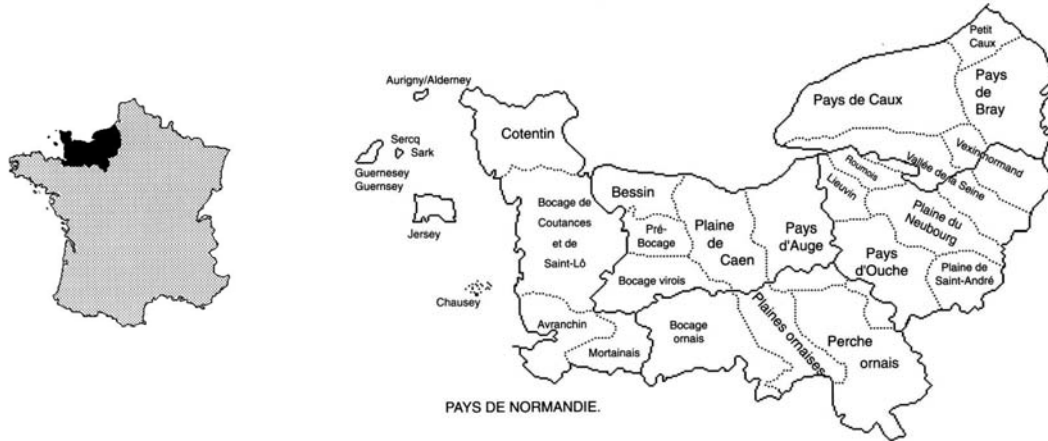 Petit
Caux
Pays
de
Bray
Pays de Caux
Aurigny/Alderney
Cotentin
Sercq
Sark
Guernesey
Guernsey
Jersey
Vexin normand
Vallée de la Seine
Roumois
Lieuvin
Bessin
Bocage de
Coutances
et de
Saint-Lô
Pré-
Bocage
Plaine
de
Caen
Pays
d'Auge
Plaine du
Neubourg
Pays
d'Ouche
Plaine de
Saint-André
Bocage virois
Chausey
Avranchin
Mortainais
Bocage
ornais
Plaines ornaises
Perche
ornais
PAYS DE NORMANDIE.